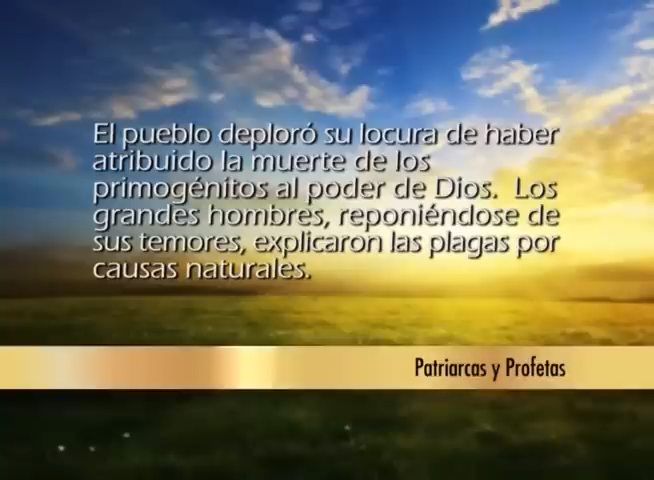 El pueblo deploró su locura de haber
atribuido la muerte de los
primogénitos al poder de Dios.  Los
grandes hombres, reponiéndose de
sus temores, explicaron las plagas por
causas naturales.
Patriarcas y Profetas